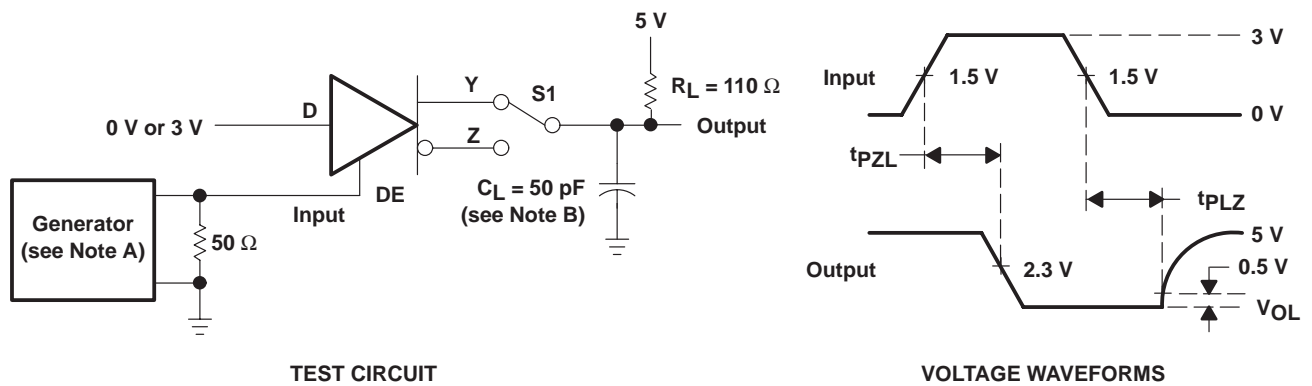 5 V
R_L = 110 Ω
Y
S1
D
0 V or 3 V
Z
Output
DE
Input
C_L = 50 pF
(see Note B)
Generator
(see Note A)
50 Ω
TEST CIRCUIT
3 V
Input
1.5 V
1.5 V
0 V
t_PZL
t_PLZ
5 V
Output
2.3 V
0.5 V
V_OL
VOLTAGE WAVEFORMS